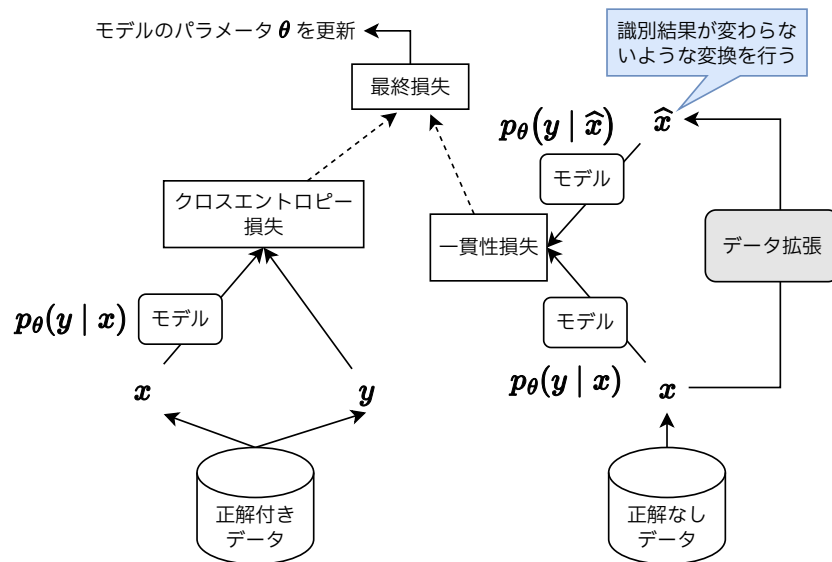 モデルのパラメータ θ を更新
識別結果が変わらな
いような変換を行う
最終損失
pθ(y | x̂)
x̂
モデル
クロスエントロピー
損失
一貫性損失
データ拡張
pθ(y | x)
モデル
モデル
pθ(y | x)
x
y
x
正解付き
データ
正解なし
データ